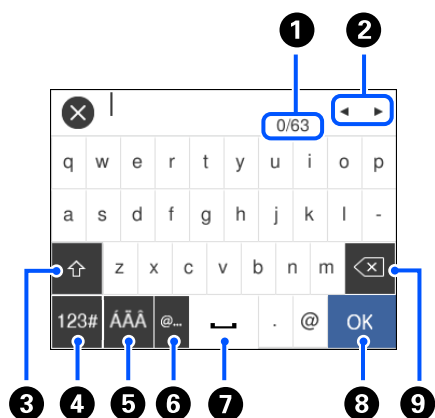 1 2
0/63
q w e r t y u i o p
a s d f g h j k l -
z x c v b n m
123# ÁÃÂ @... . @ OK
3 4 5 6 7 8 9